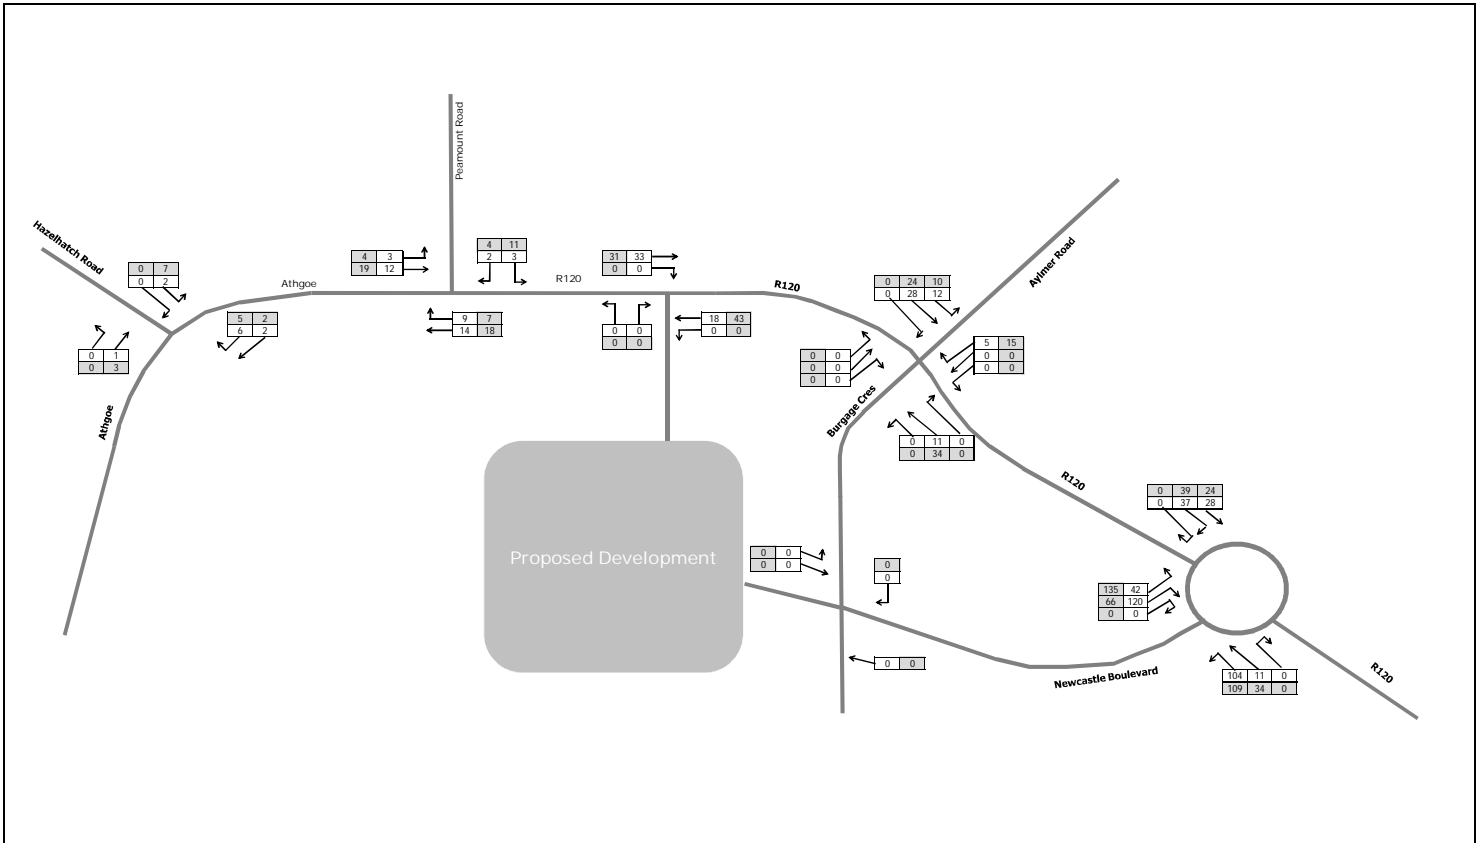 Peamount Road
Hazelhatch Road
4 11
2 3
4 3
19 12
31 33
0 0
0 7
0 2
Athgoe
R120
R120
Aylmer Road
0 24 10
0 28 12
5 2
6 2
9 7
14 18
0 0
0 0
18 43
0 0
0 1
0 3
5 15
0 0
0 0
0 0
0 0
0 0
Burgage Cres
Athgoe
0 11 0
0 34 0
R120
0 39 24
0 37 28
Proposed Development
0 0
0 0
0
0
135 42
66 120
0 0
0 0
Newcastle Boulevard
104 11 0
109 34 0
R120